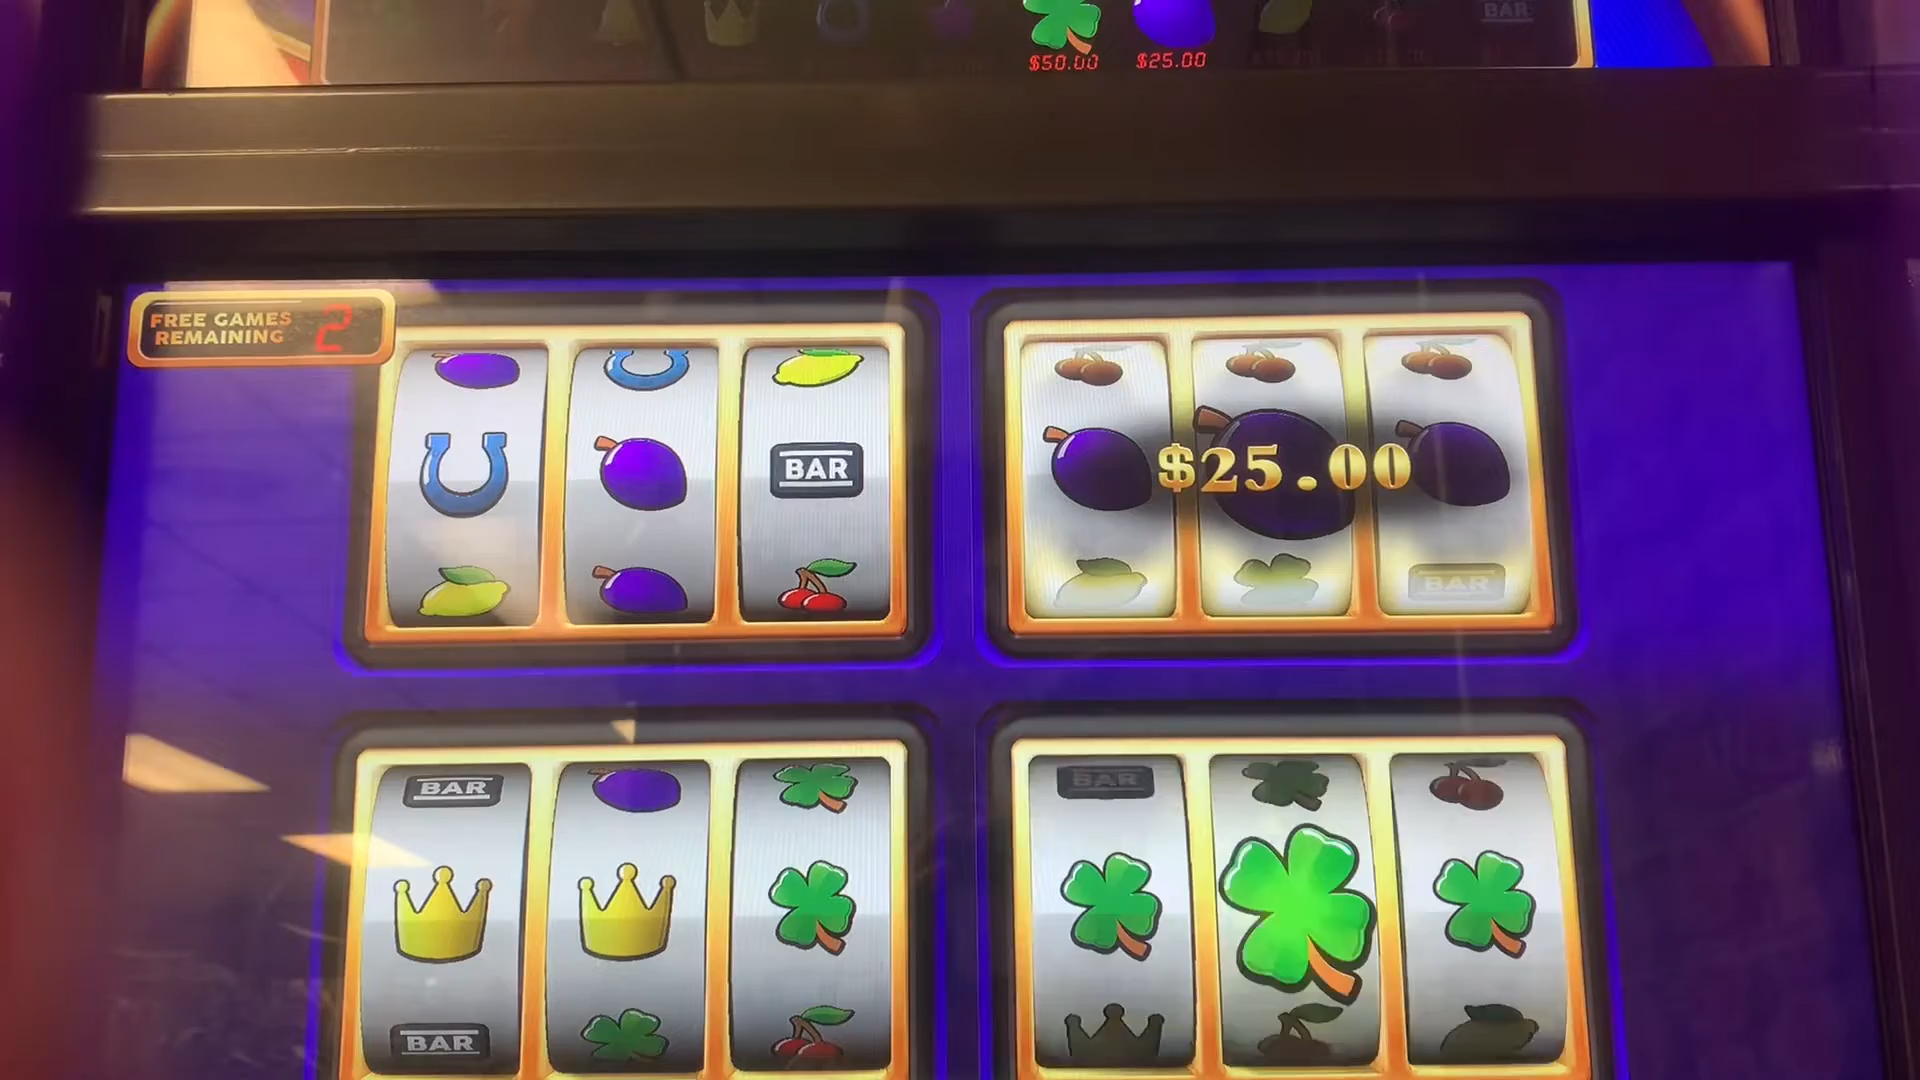 BAR
$50.00 $25.00
FREE GAMES
REMAINING 2
BAR
$25.00
BAR
BAR
BAR
BAR